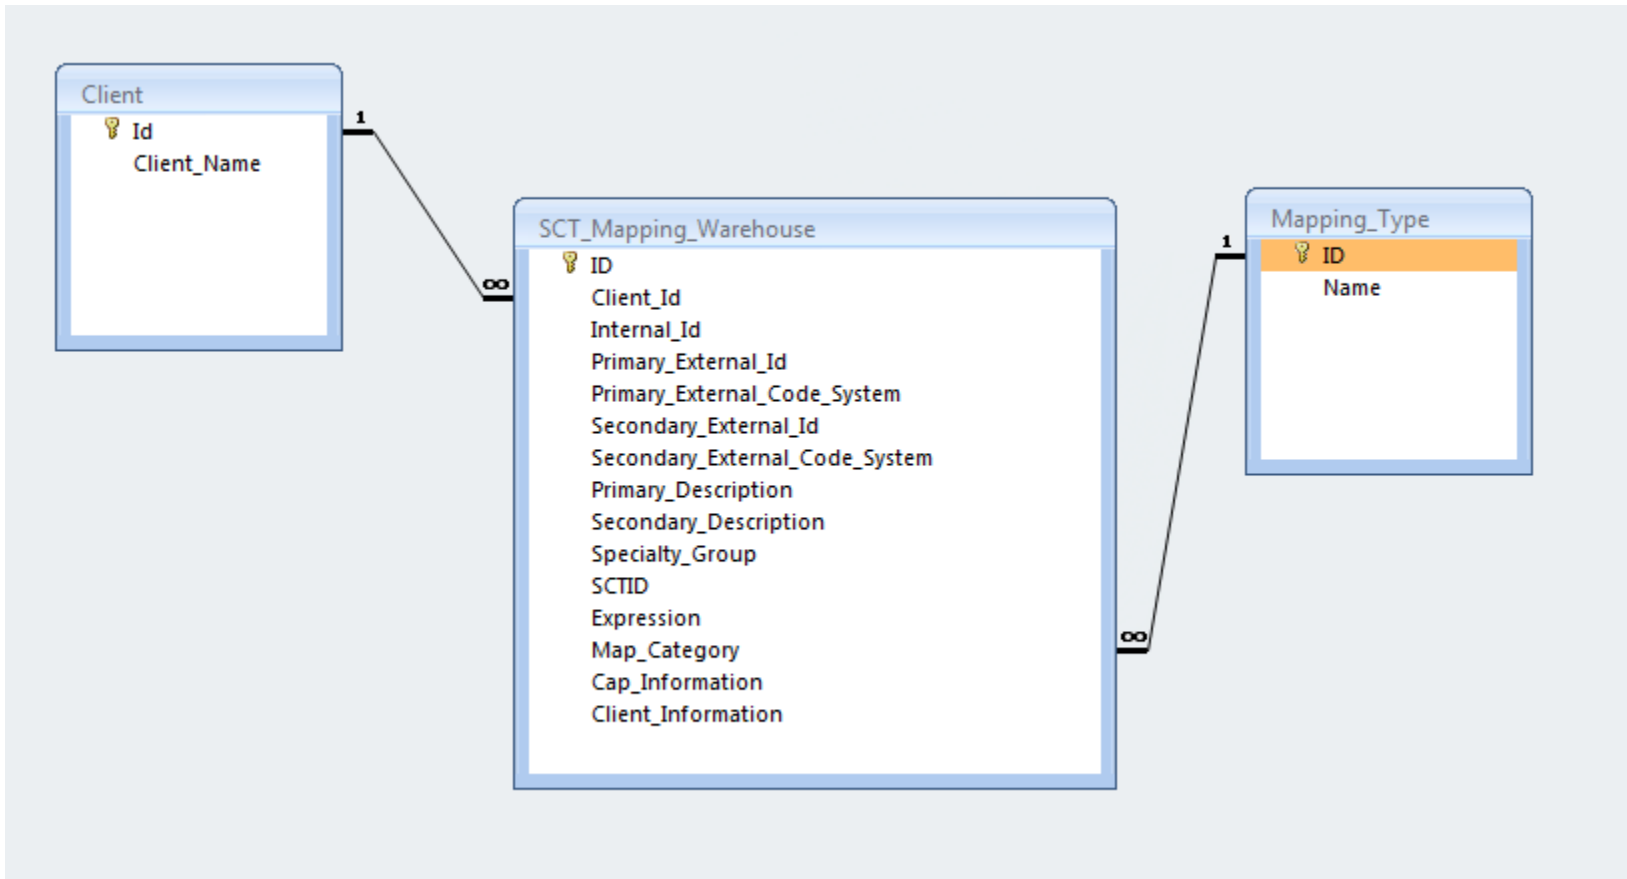 Client
Id
Client_Name
1
∞
SCT_Mapping_Warehouse
ID
Client_Id
Internal_Id
Primary_External_Id
Primary_External_Code_System
Secondary_External_Id
Secondary_External_Code_System
Primary_Description
Secondary_Description
Specialty_Group
SCTID
Expression
Map_Category
Cap_Information
Client_Information
1
∞
Mapping_Type
ID
Name